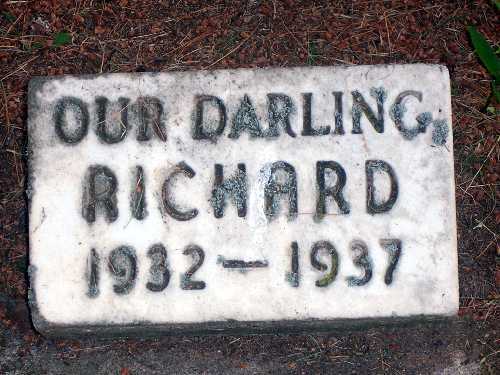 OUR DARLING
RICHARD
1932 — 1937